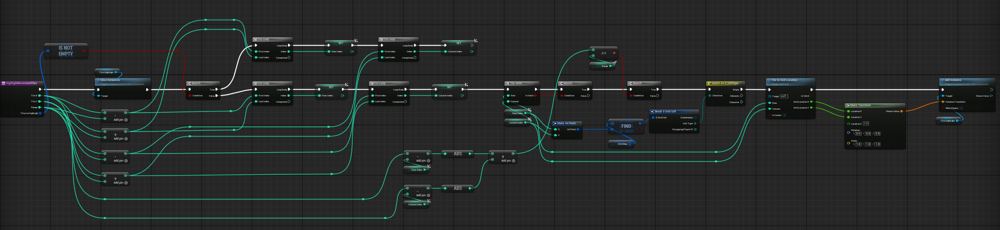 IS NOT
EMPTY
HighlightMovementTiles
Tile X
Tile Y
Range
Tiles to Highlight
Tile Highlight
Clear Instances
Target is Instanced Static Mesh Component
Target
-
Add pin
+
Add pin
-
Add pin
+
Add pin
Branch
Condition
True
False
For Loop
First Index
Last Index
Loop Body
Index
Completed
SET
Row Index
For Loop
First Index
Last Index
Loop Body
Index
Completed
SET
Column Index
For Loop
First Index
Last Index
Loop Body
Index
Completed
SET
Row Index
For Loop
First Index
Last Index
Loop Body
Index
Completed
SET
Column Index
-
Add pin
Row Index
ABS
-
Add pin
Column Index
ABS
+
Add pin
Tile Valid
Row
Column
Is Valid
Row Index
Column Index
Branch
Condition
True
False
<=
Range
Make Int Point
X
Y
Int Point
FIND
Grid Map
Branch
Condition
True
False
Break S Grid Cell
S Grid Cell
Coordinates
Cell Type
Occupying Player ID
Switch on E_CellType
Selection
Empty
Obstacle
Character
Tile to Grid Location
Target is BP Grid
Target self
Row
Column
Is Center
Is Valid
Grid Location X
Grid Location Y
Make Transform
Location X
Location Y
Location Z 1.0
Rotation
X 0.0 Y 0.0 Z 0.0
Scale
X 1.0 Y 1.0 Z 1.0
Return Value
Add Instance
Target is Instanced Static Mesh Component
Target
Instance Transform
World Space
Return Value
Tile Highlight